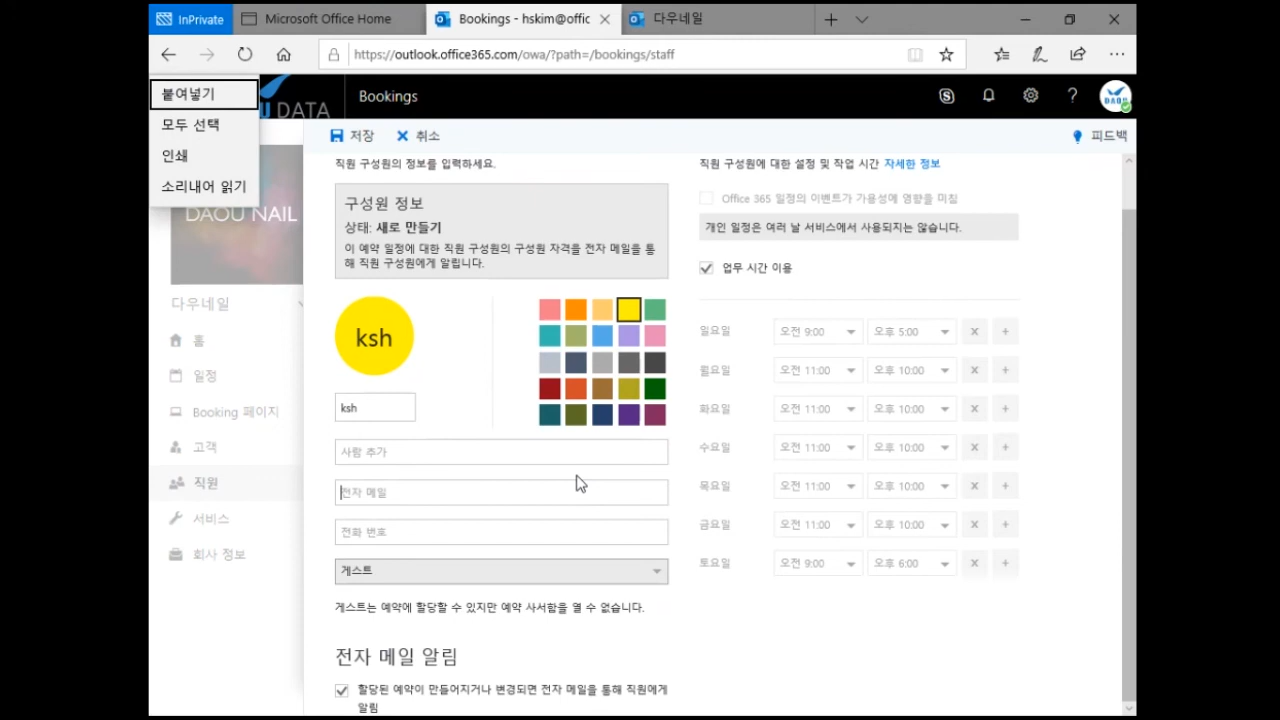 InPrivate
Microsoft Office Home
Bookings - hskim@offic
다우네일
https://outlook.office365.com/owa/?path=/bookings/staff
붙여넣기
모두 선택
인쇄
소리내어 읽기
DATA
Bookings
DAOU
저장
취소
피드백
DAOU NAIL
다우네일
홈
일정
Booking 페이지
고객
직원
서비스
회사 정보
직원 구성원의 정보를 입력하세요.
구성원 정보
상태: 새로 만들기
이 예약 일정에 대한 직원 구성원의 구성원 자격을 전자 메일을 통
해 직원 구성원에게 알립니다.
ksh
ksh
사람 추가
전자 메일
전화 번호
게스트
게스트는 예약에 할당할 수 있지만 예약 사서함을 열 수 없습니다.
전자 메일 알림
할당된 예약이 만들어지거나 변경되면 전자 메일을 통해 직원에게
알림
직원 구성원에 대한 설정 및 작업 시간 자세한 정보
Office 365 일정의 이벤트가 가용성에 영향을 미침
개인 일정은 여러 날 서비스에서 사용되지는 않습니다.
업무 시간 이용
일요일 오전 9:00 오후 5:00 x +
월요일 오전 11:00 오후 10:00 x +
화요일 오전 11:00 오후 10:00 x +
수요일 오전 11:00 오후 10:00 x +
목요일 오전 11:00 오후 10:00 x +
금요일 오전 11:00 오후 10:00 x +
토요일 오전 9:00 오후 6:00 x +